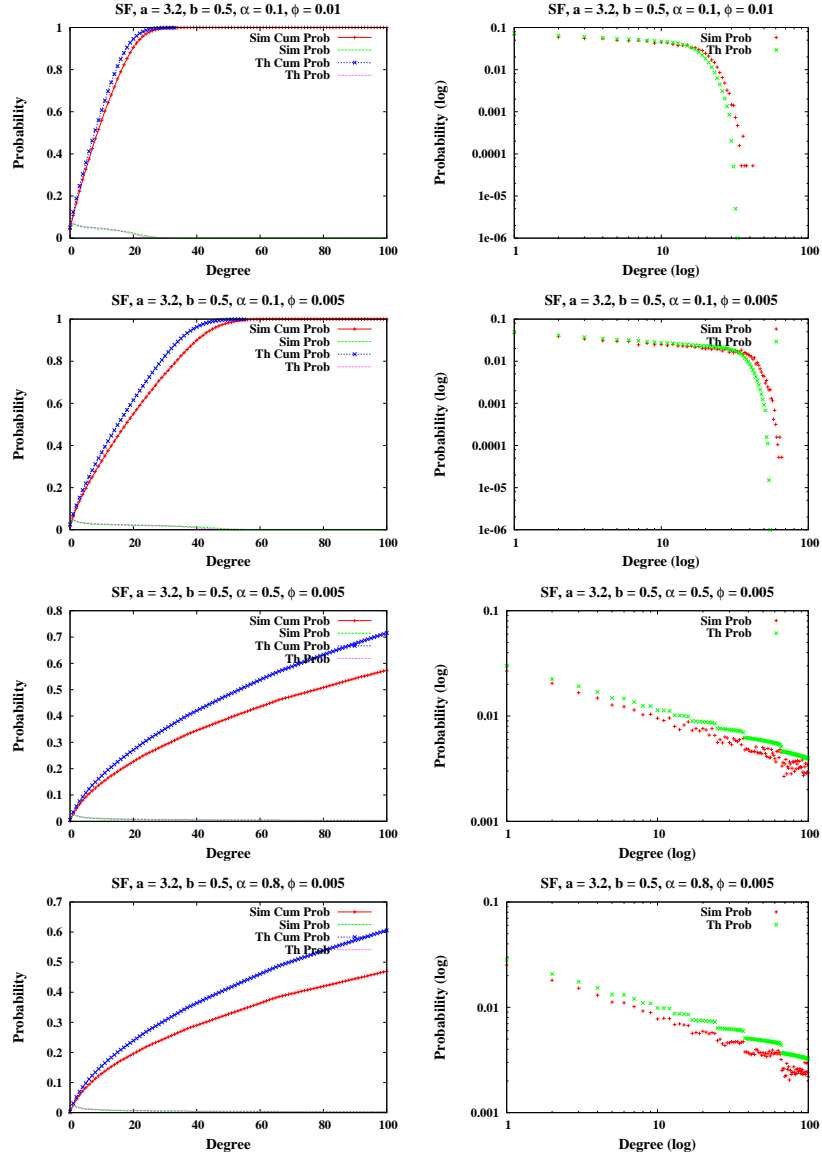 SF, a = 3.2, b = 0.5, α = 0.1, ϕ = 0.01
Probability
1
0.8
0.6
0.4
0.2
0
0 20 40 60 80 100
Degree
Sim Cum Prob
Sim Prob
Th Cum Prob
Th Prob
SF, a = 3.2, b = 0.5, α = 0.1, ϕ = 0.01
Probability (log)
0.1
0.01
0.001
0.0001
1e-05
1e-06
1 10 100
Degree (log)
Sim Prob
Th Prob
SF, a = 3.2, b = 0.5, α = 0.1, ϕ = 0.005
Probability
1
0.8
0.6
0.4
0.2
0
0 20 40 60 80 100
Degree
Sim Cum Prob
Sim Prob
Th Cum Prob
Th Prob
SF, a = 3.2, b = 0.5, α = 0.1, ϕ = 0.005
Probability (log)
0.1
0.01
0.001
0.0001
1e-05
1e-06
1 10 100
Degree (log)
Sim Prob
Th Prob
SF, a = 3.2, b = 0.5, α = 0.5, ϕ = 0.005
Probability
0.8
0.7
0.6
0.5
0.4
0.3
0.2
0.1
0
0 20 40 60 80 100
Degree
Sim Cum Prob
Sim Prob
Th Cum Prob
Th Prob
SF, a = 3.2, b = 0.5, α = 0.5, ϕ = 0.005
Probability (log)
0.1
0.01
0.001
1 10 100
Degree (log)
Sim Prob
Th Prob
SF, a = 3.2, b = 0.5, α = 0.8, ϕ = 0.005
Probability
0.7
0.6
0.5
0.4
0.3
0.2
0.1
0
0 20 40 60 80 100
Degree
Sim Cum Prob
Sim Prob
Th Cum Prob
Th Prob
SF, a = 3.2, b = 0.5, α = 0.8, ϕ = 0.005
Probability (log)
0.1
0.01
0.001
1 10 100
Degree (log)
Sim Prob
Th Prob